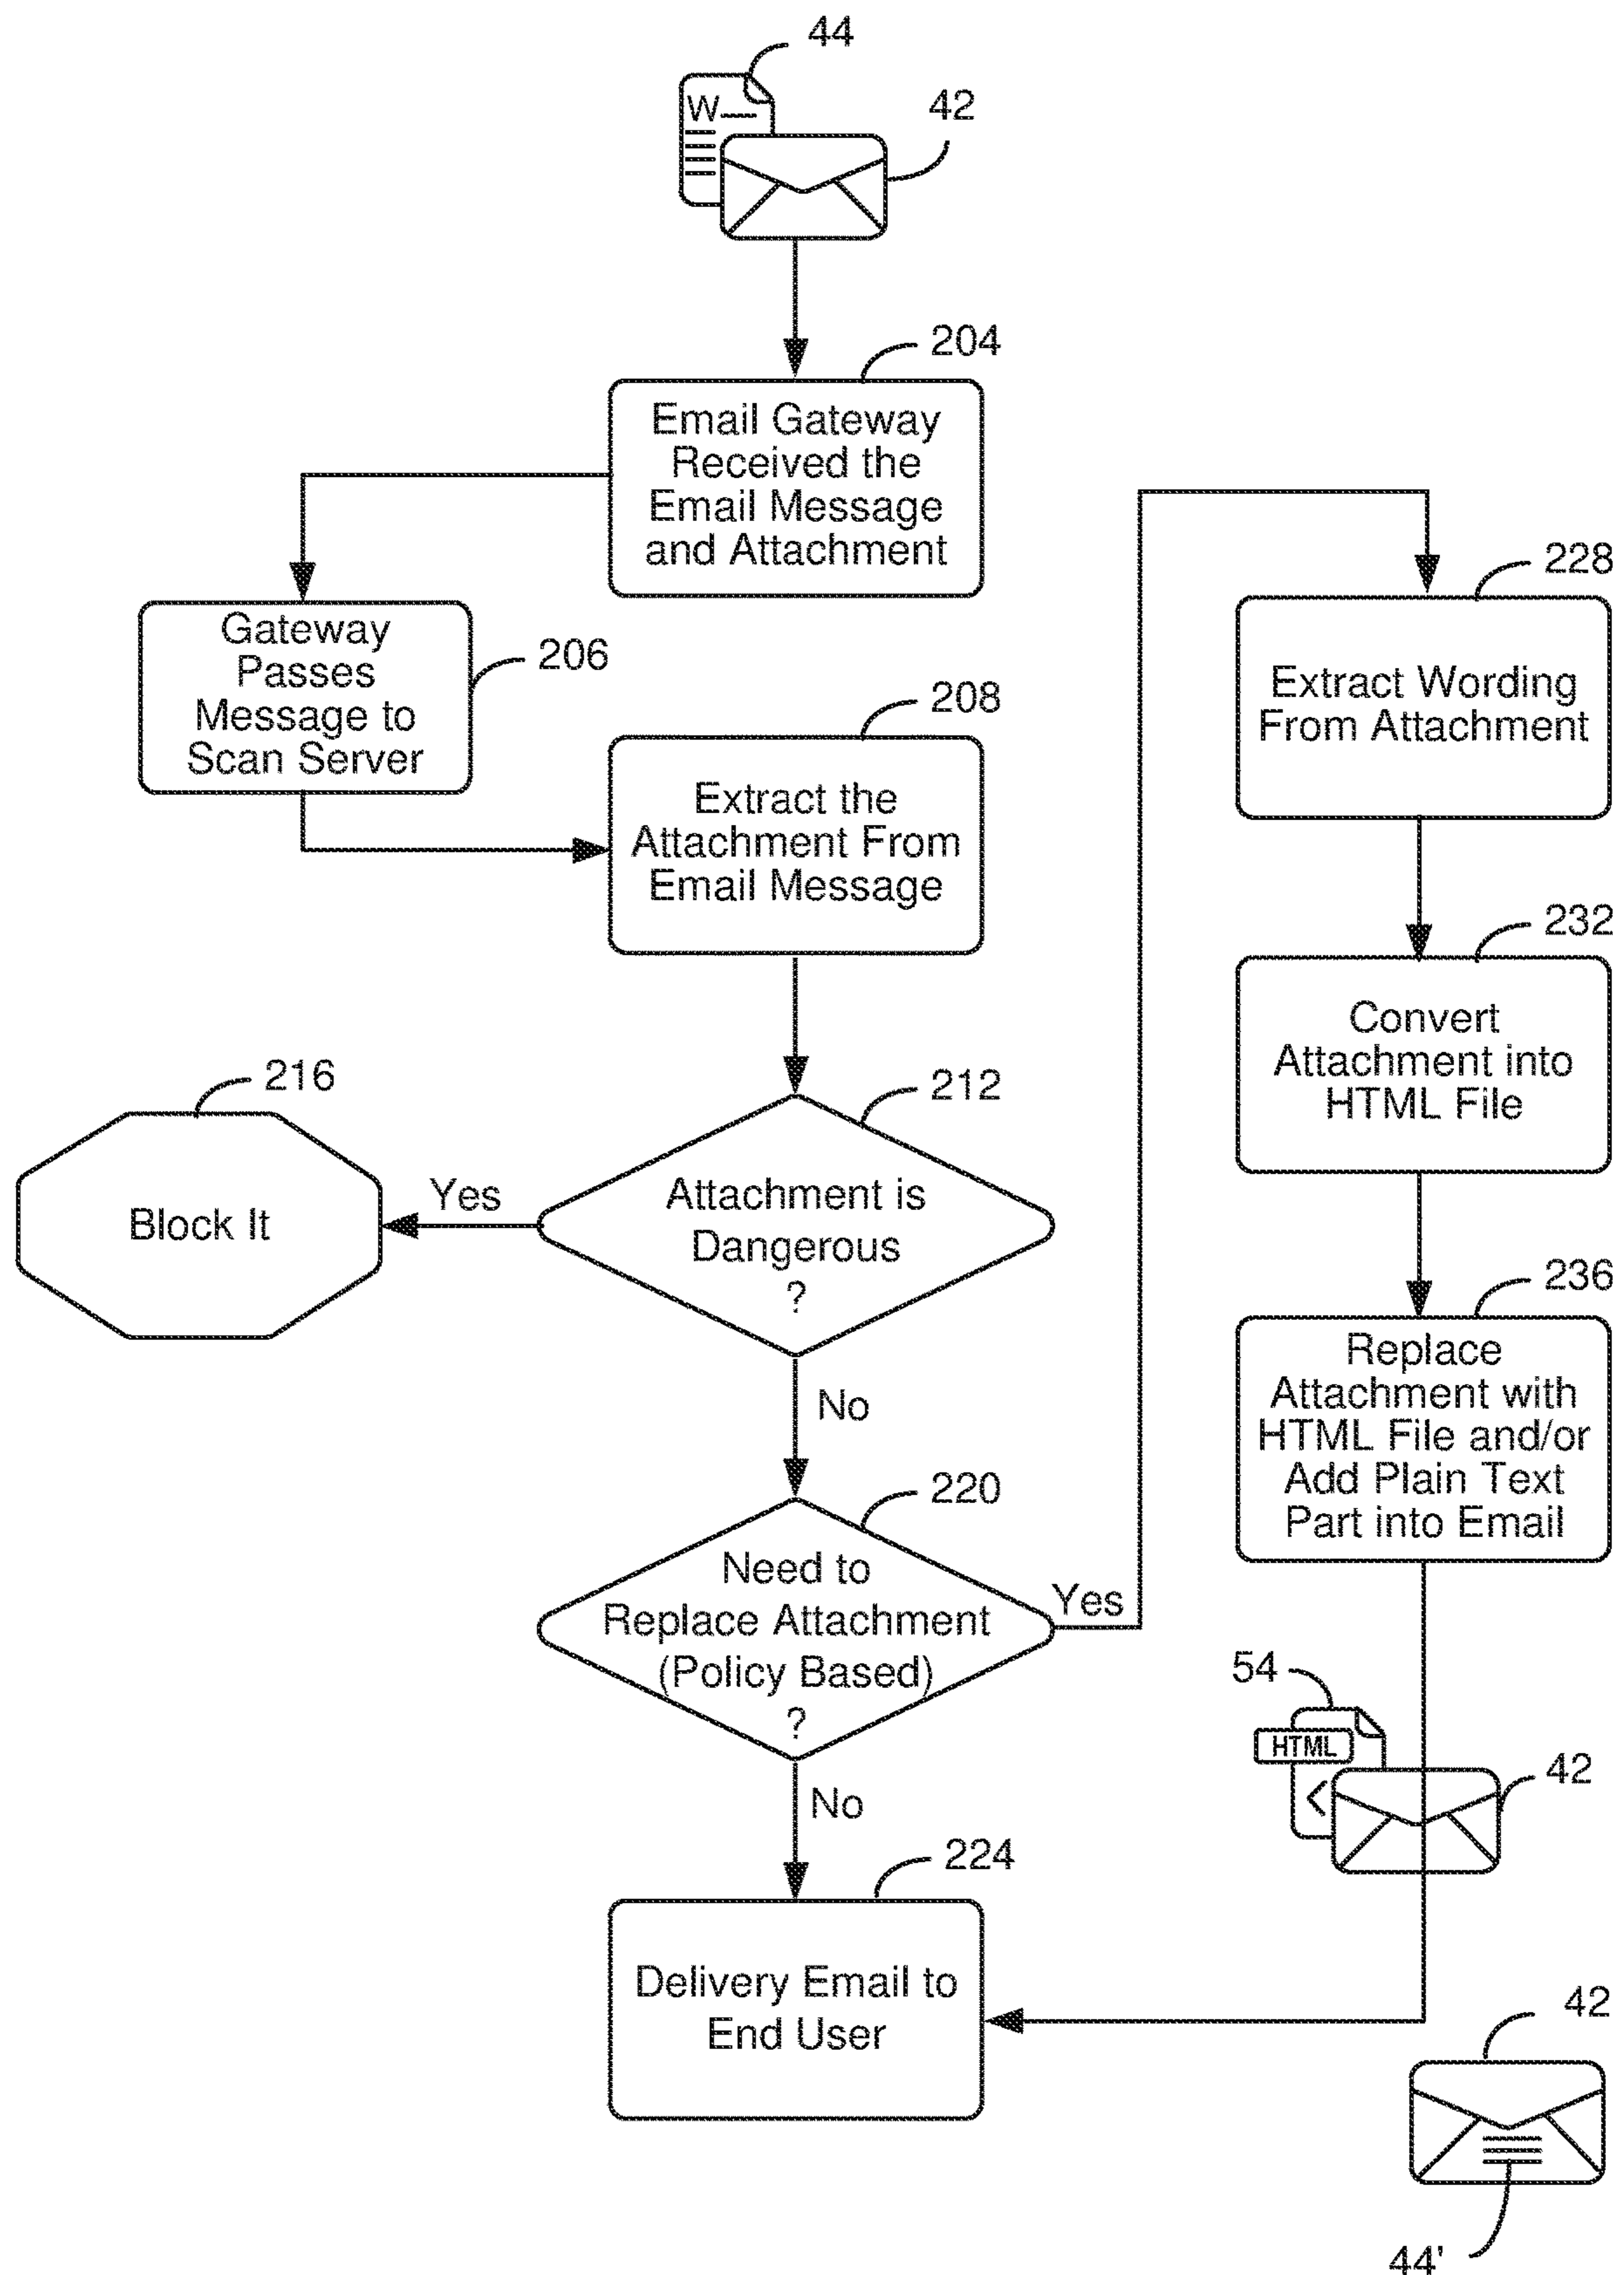 44
42
W
204
Email Gateway
Received the
Email Message
and Attachment
Gateway
Passes
Message to
Scan Server
206
208
Extract the
Attachment From
Email Message
216
Block It
Yes
212
Attachment is
Dangerous
?
No
220
Need to
Replace Attachment
(Policy Based)
?
Yes
No
224
Delivery Email to
End User
228
Extract Wording
From Attachment
232
Convert
Attachment into
HTML File
236
Replace
Attachment with
HTML File and/or
Add Plain Text
Part into Email
54
HTML
<
42
42
44'